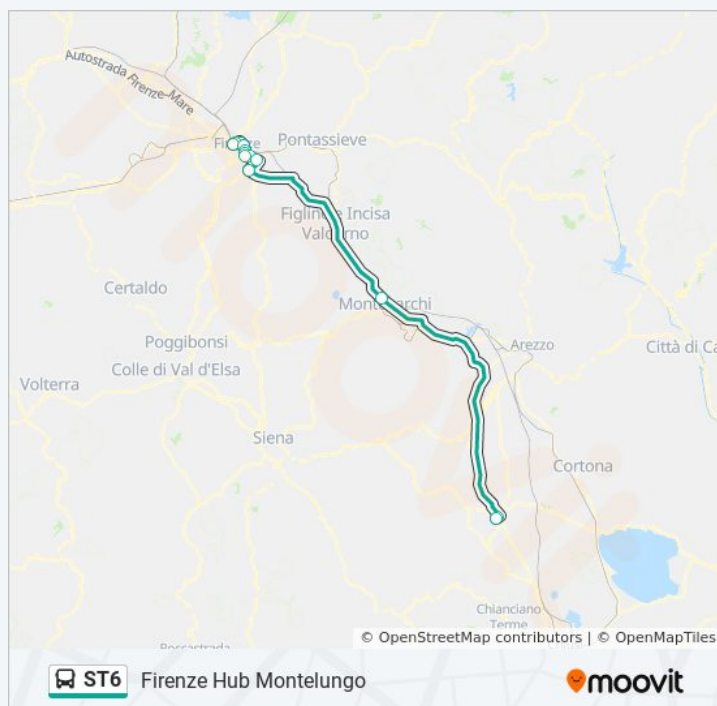 Autostrada Firenze-Mare
Firenze
Pontassieve
Figline e Incisa
Valdarno
Certaldo
Montevarchi
Poggibonsi
Colle di Val d'Elsa
Arezzo
Città di Ca
Volterra
Siena
Cortona
Chianciano
Terme
© OpenStreetMap contributors | © OpenMapTiles
ST6
Firenze Hub Montelungo
moovit